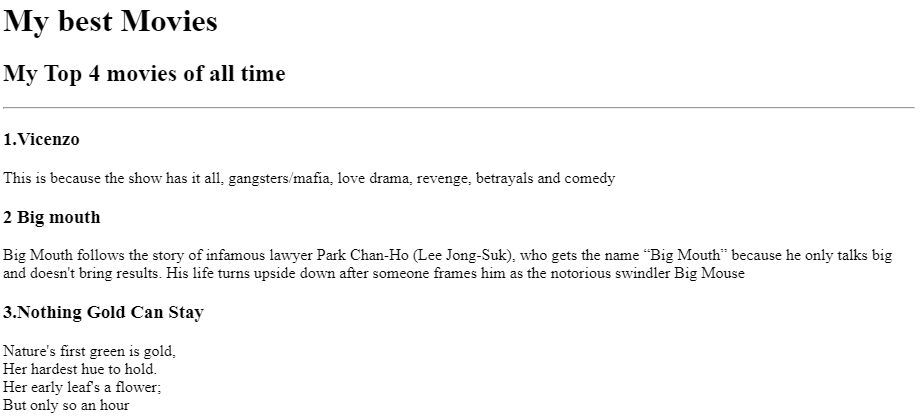 My best Movies
My Top 4 movies of all time
1.Vicenzo
This is because the show has it all, gangsters/mafia, love drama, revenge, betrayals and comedy
2 Big mouth
Big Mouth follows the story of infamous lawyer Park Chan-Ho (Lee Jong-Suk), who gets the name “Big Mouth” because he only talks big
and doesn't bring results. His life turns upside down after someone frames him as the notorious swindler Big Mouse
3.Nothing Gold Can Stay
Nature's first green is gold,
Her hardest hue to hold.
Her early leaf's a flower;
But only so an hour